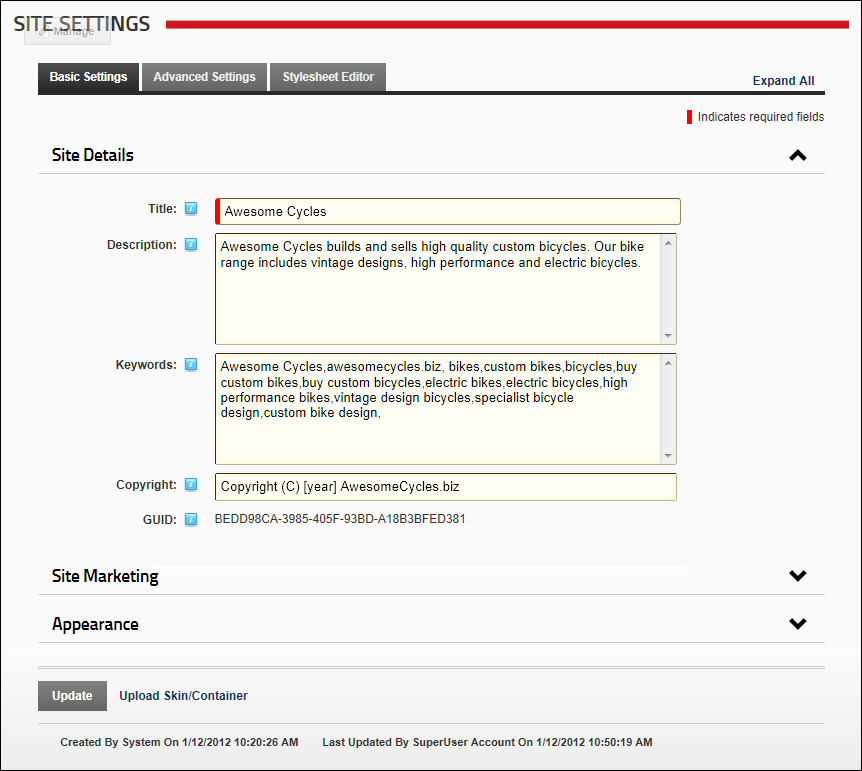 SITE SETTINGS
Manage
Basic Settings Advanced Settings Stylesheet Editor
Expand All
Indicates required fields
Site Details
Title: Awesome Cycles
Description: Awesome Cycles builds and sells high quality custom bicycles. Our bike
range includes vintage designs, high performance and electric bicycles.
Keywords: Awesome Cycles,awesomecycles.biz, bikes,custom bikes,bicycles,buy
custom bikes,buy custom bicycles,electric bikes,electric bicycles,high
performance bikes,vintage design bicycles,specialist bicycle
design,custom bike design,
Copyright: Copyright (C) [year] AwesomeCycles.biz
GUID: BEDD98CA-3985-405F-93BD-A18B3BFED381
Site Marketing
Appearance
Update Upload Skin/Container
Created By System On 1/12/2012 10:20:26 AM Last Updated By SuperUser Account On 1/12/2012 10:50:19 AM